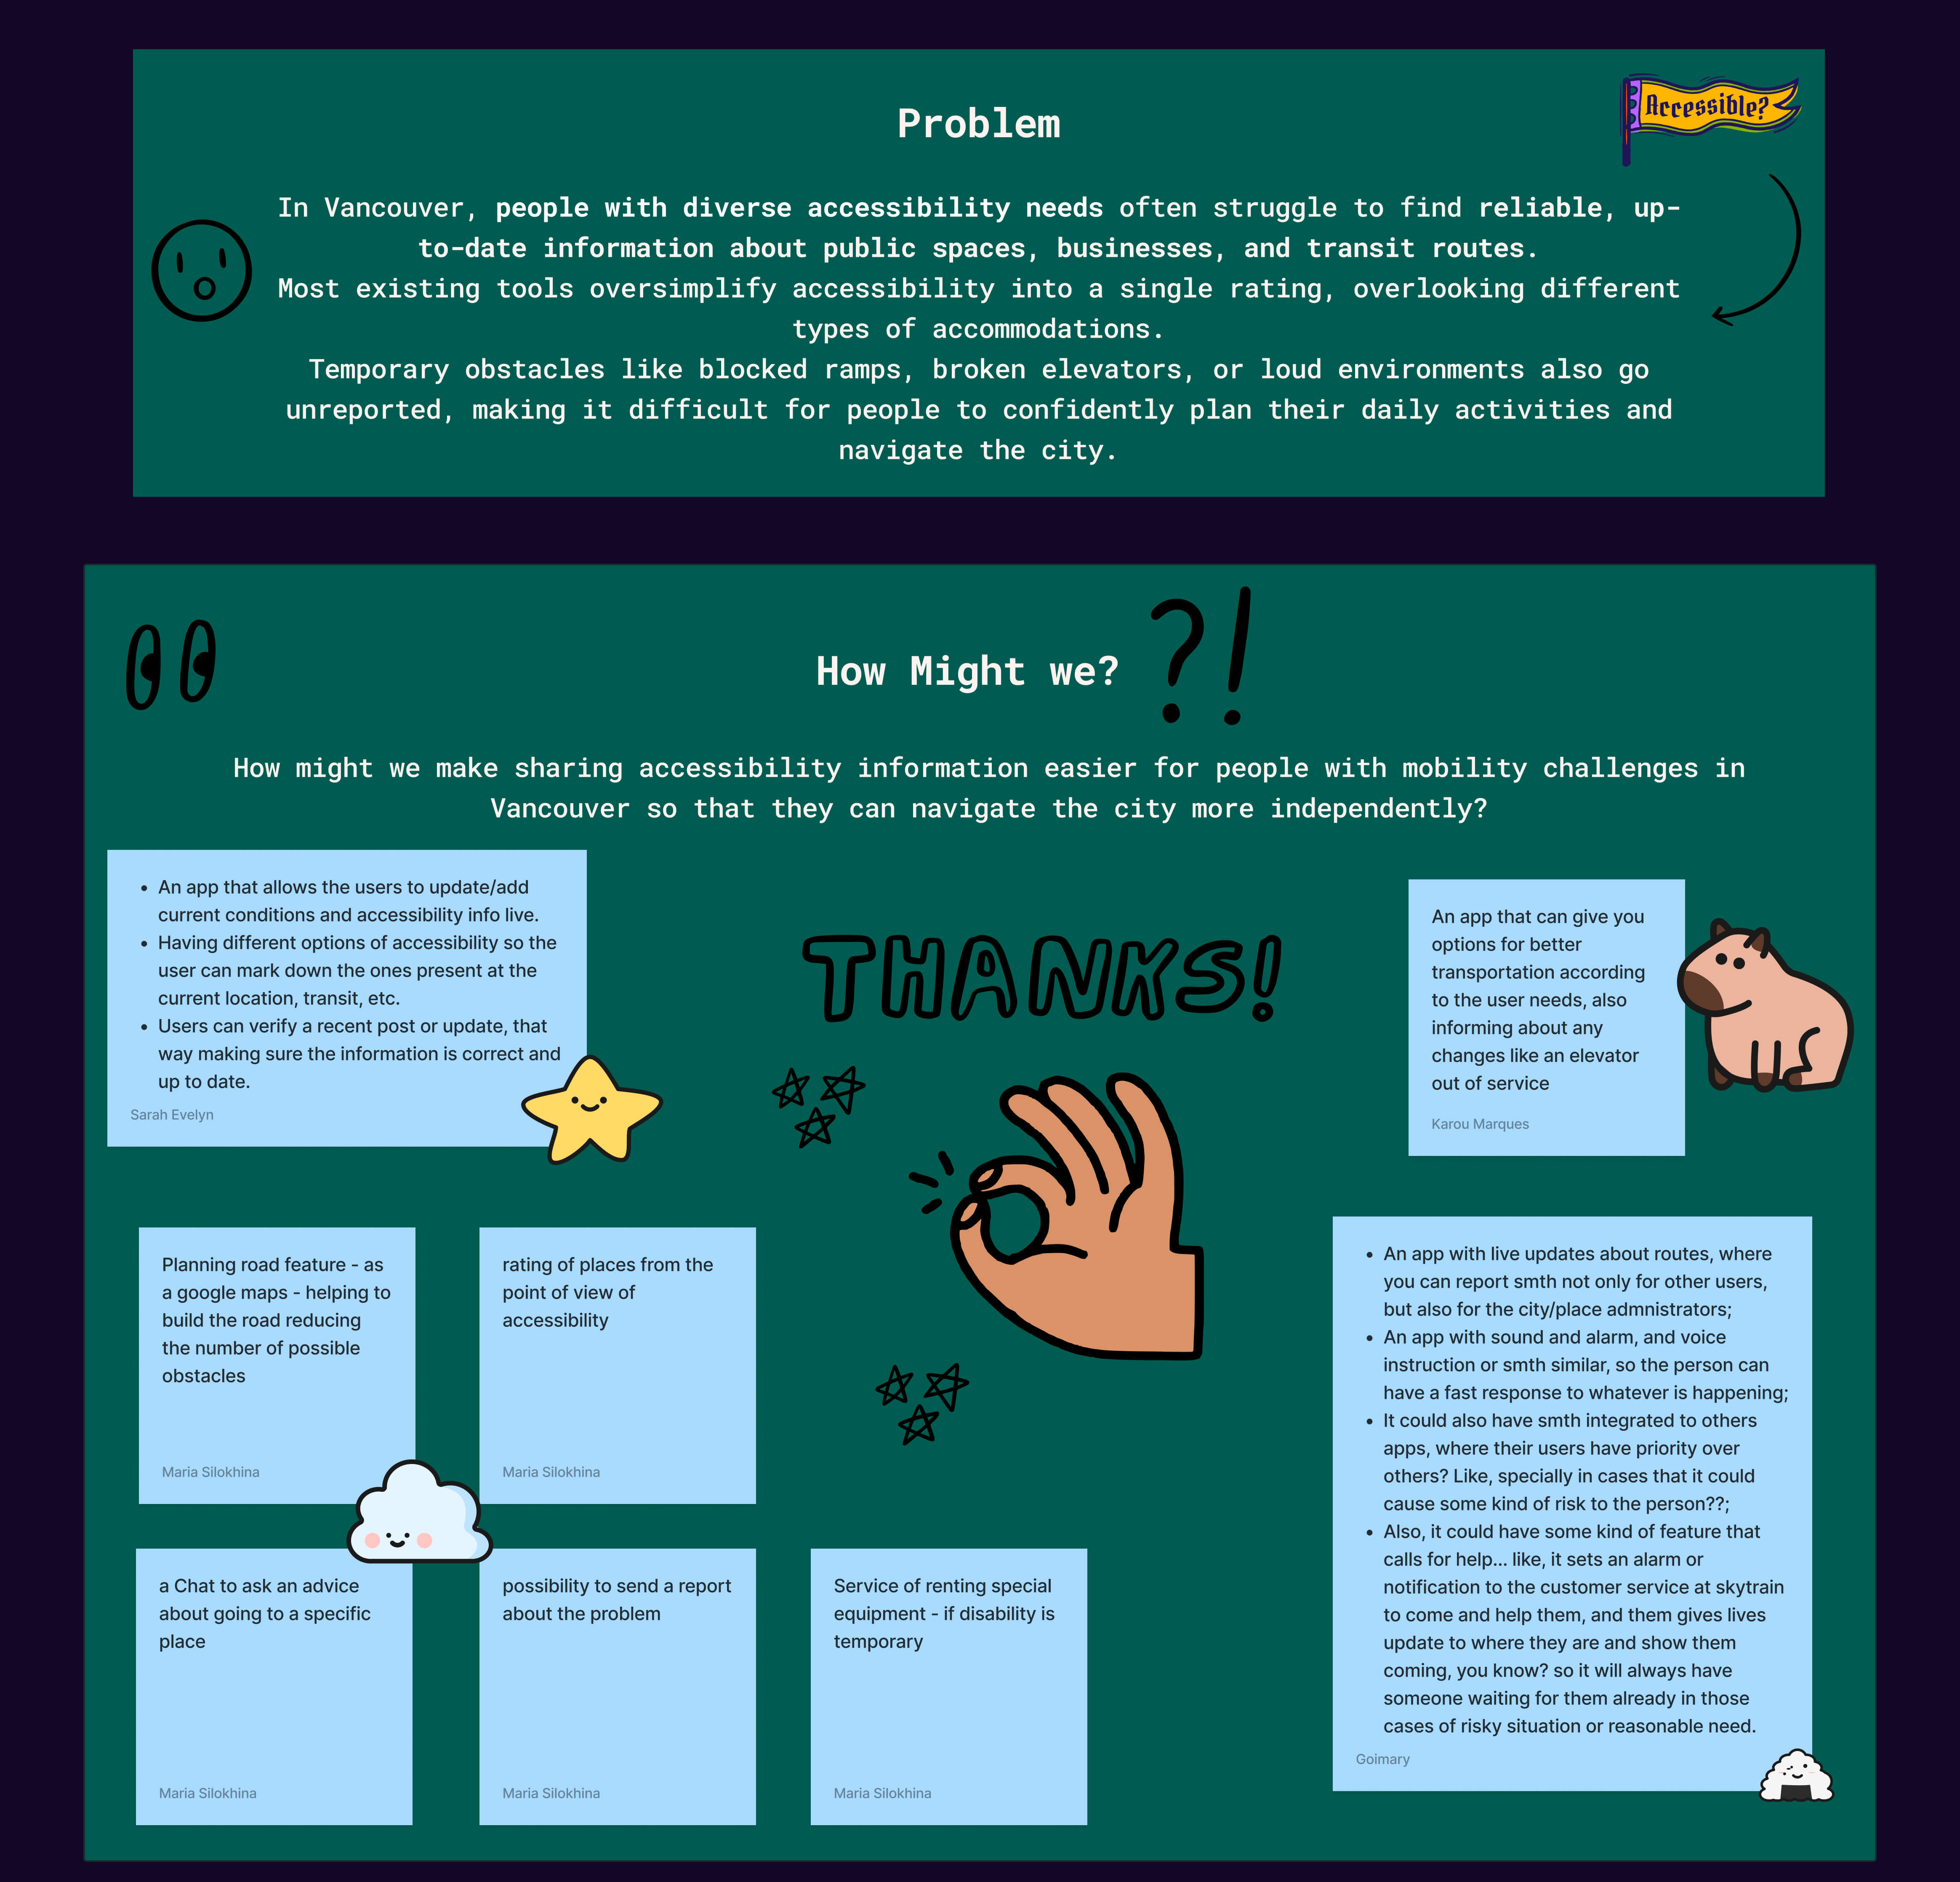 Problem
Accessible?
In Vancouver, people with diverse accessibility needs often struggle to find reliable, up-
to-date information about public spaces, businesses, and transit routes.
Most existing tools oversimplify accessibility into a single rating, overlooking different
types of accommodations.
Temporary obstacles like blocked ramps, broken elevators, or loud environments also go
unreported, making it difficult for people to confidently plan their daily activities and
navigate the city.
How Might we?
?!
How might we make sharing accessibility information easier for people with mobility challenges in
Vancouver so that they can navigate the city more independently?
• An app that allows the users to update/add
current conditions and accessibility info live.
• Having different options of accessibility so the
user can mark down the ones present at the
current location, transit, etc.
• Users can verify a recent post or update, that
way making sure the information is correct and
up to date.
Sarah Evelyn
THANKS!
An app that can give you
options for better
transportation according
to the user needs, also
informing about any
changes like an elevator
out of service
Karou Marques
Planning road feature - as
a google maps - helping to
build the road reducing
the number of possible
obstacles
Maria Silokhina
rating of places from the
point of view of
accessibility
Maria Silokhina
• An app with live updates about routes, where
you can report smth not only for other users,
but also for the city/place admnistrators;
• An app with sound and alarm, and voice
instruction or smth similar, so the person can
have a fast response to whatever is happening;
• It could also have smth integrated to others
apps, where their users have priority over
others? Like, specially in cases that it could
cause some kind of risk to the person??;
• Also, it could have some kind of feature that
calls for help... like, it sets an alarm or
notification to the customer service at skytrain
to come and help them, and them gives lives
update to where they are and show them
coming, you know? so it will always have
someone waiting for them already in those
cases of risky situation or reasonable need.
Goimary
a Chat to ask an advice
about going to a specific
place
Maria Silokhina
possibility to send a report
about the problem
Maria Silokhina
Service of renting special
equipment - if disability is
temporary
Maria Silokhina